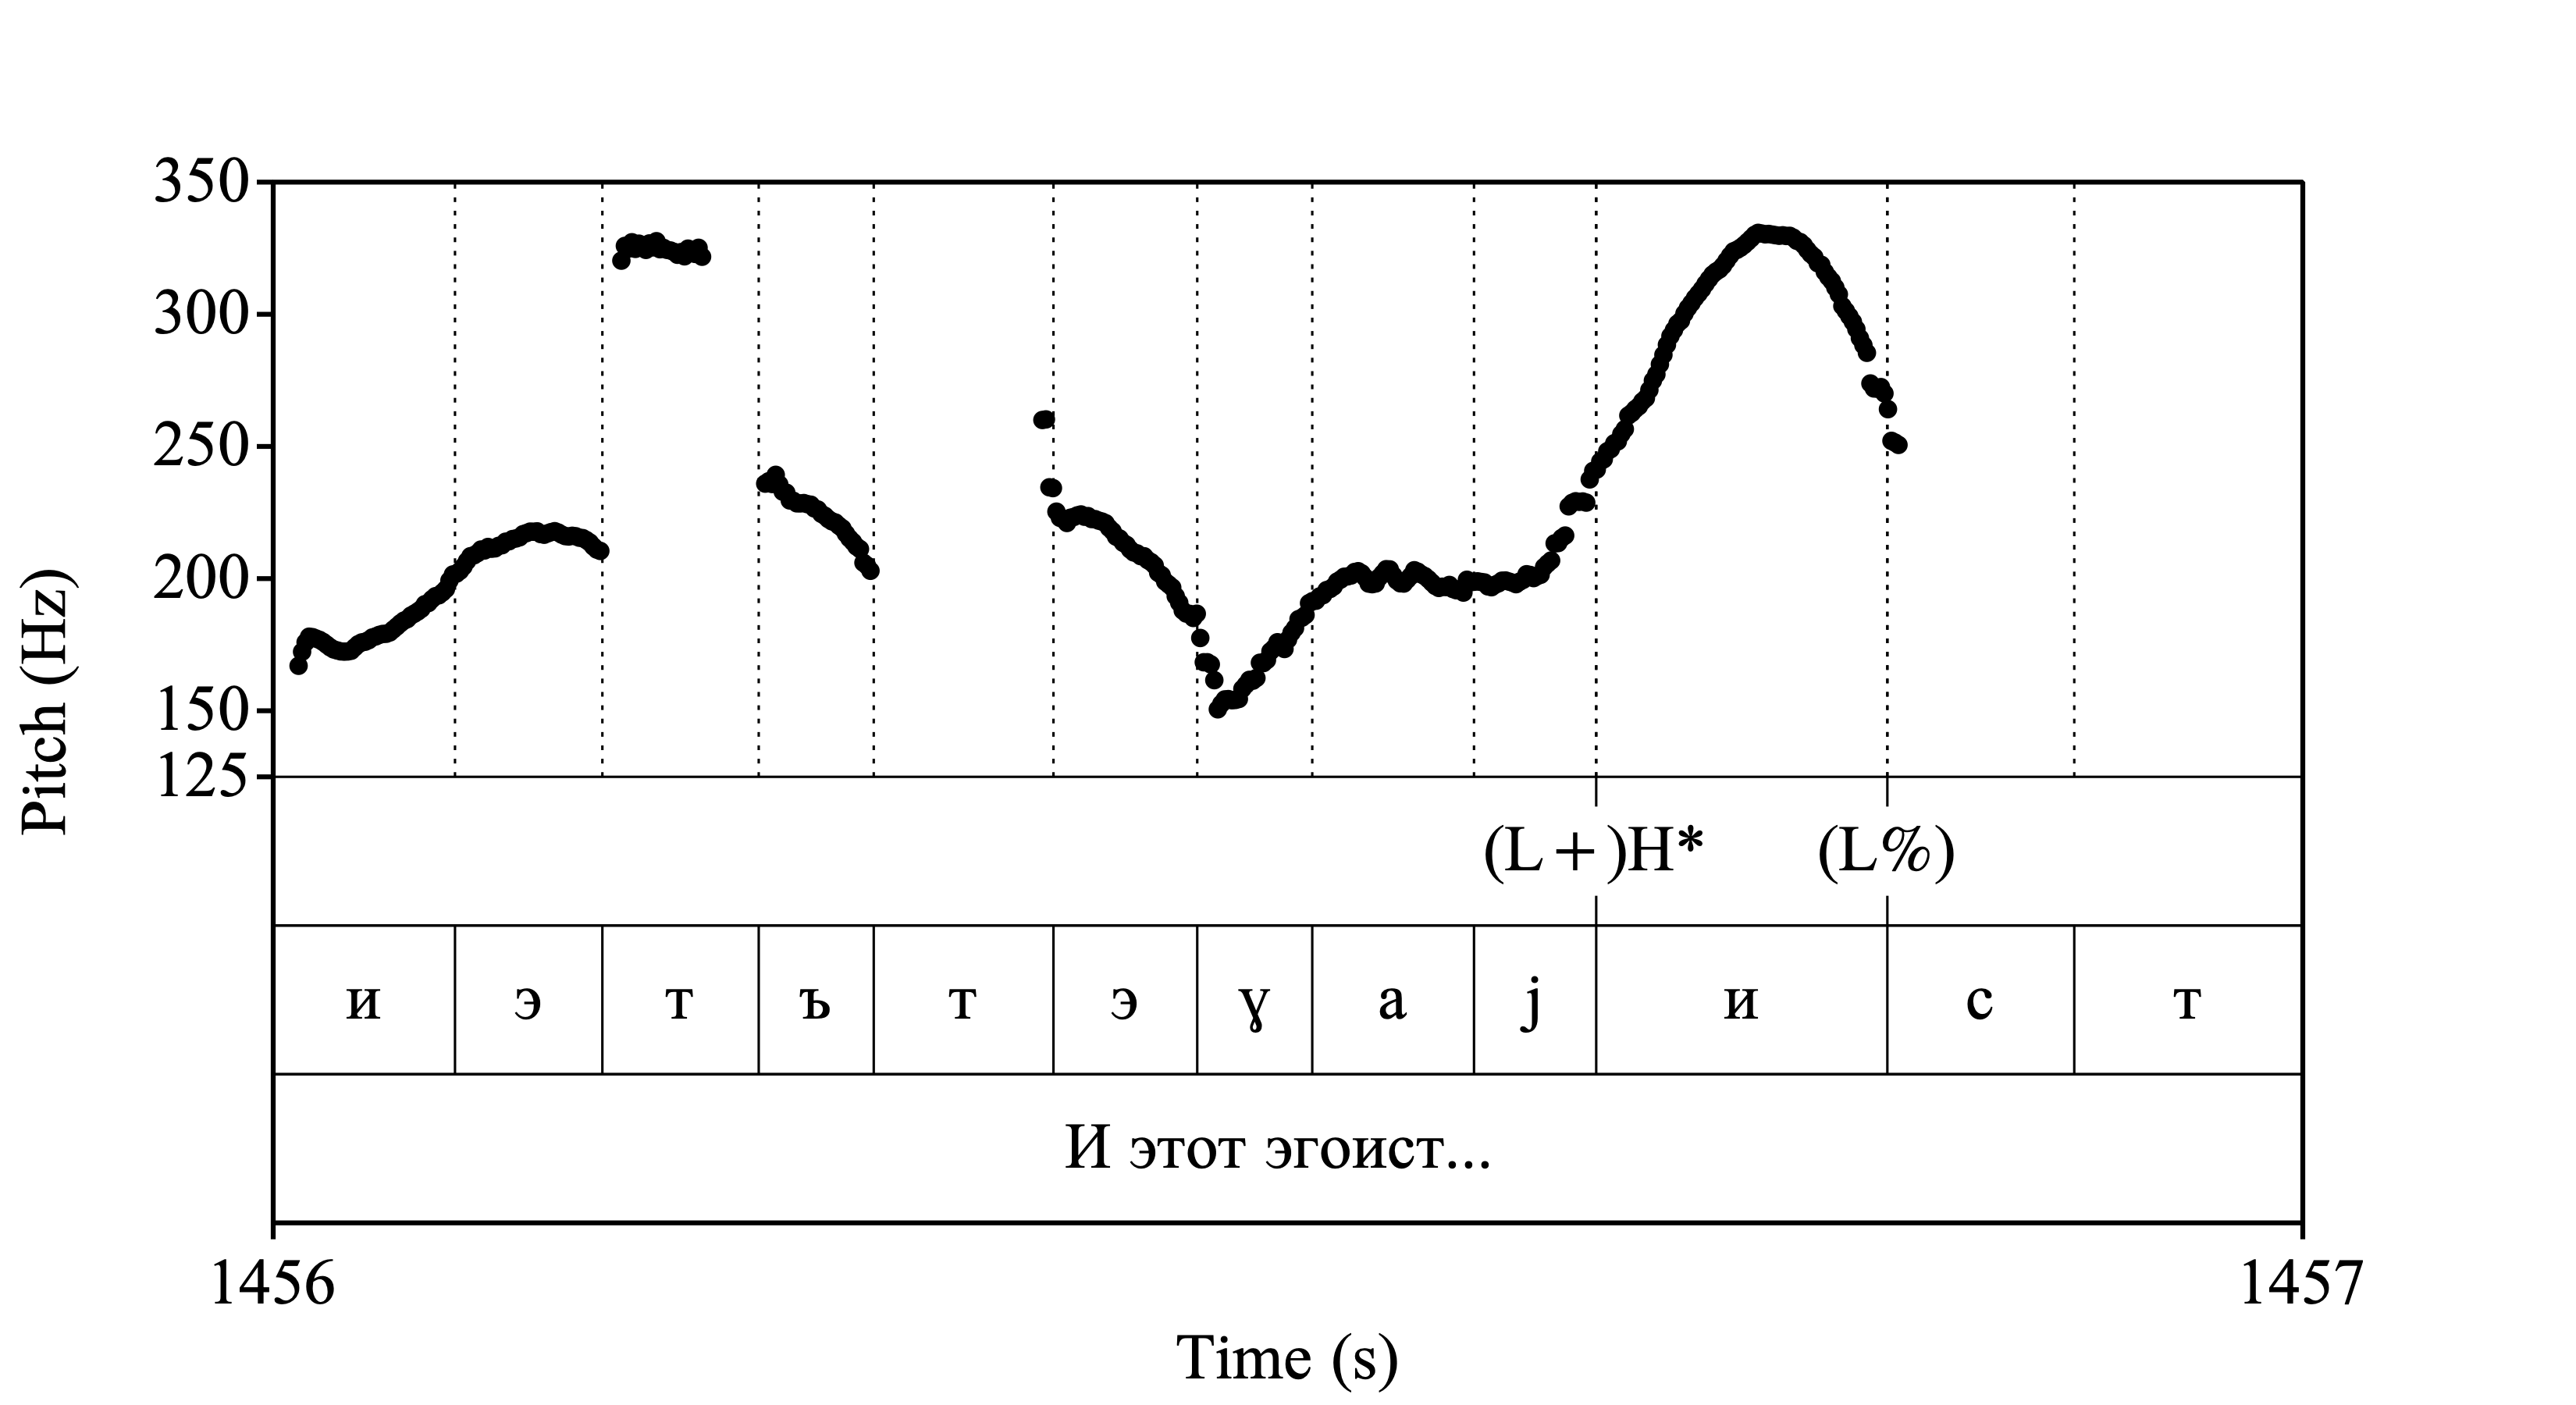 350
300
250
200
150
125
Pitch (Hz)
(L+)H* (L%)
и э т ъ т э ɣ а j и с т
И этот эгоист...
1456 1457
Time (s)